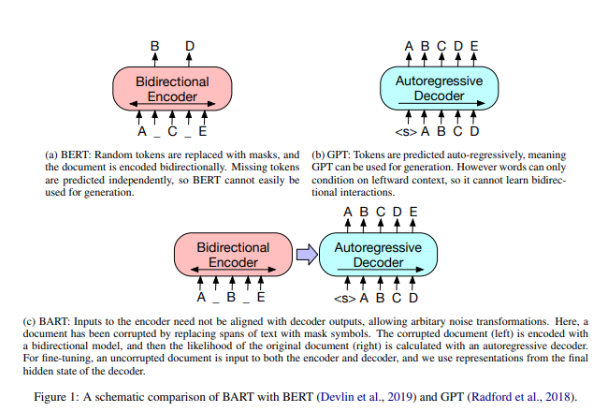 B D
Bidirectional
Encoder
A _ C _ E
A B C D E
Autoregressive
Decoder
<s> A B C D
(a) BERT: Random tokens are replaced with masks, and
the document is encoded bidirectionally. Missing tokens
are predicted independently, so BERT cannot easily be
used for generation.
(b) GPT: Tokens are predicted auto-regressively, meaning
GPT can be used for generation. However words can only
condition on leftward context, so it cannot learn bidirec-
tional interactions.
Bidirectional
Encoder
A _ B _ E
A B C D E
Autoregressive
Decoder
<s> A B C D
(c) BART: Inputs to the encoder need not be aligned with decoder outputs, allowing arbitary noise transformations. Here, a
document has been corrupted by replacing spans of text with mask symbols. The corrupted document (left) is encoded with
a bidirectional model, and then the likelihood of the original document (right) is calculated with an autoregressive decoder.
For fine-tuning, an uncorrupted document is input to both the encoder and decoder, and we use representations from the final
hidden state of the decoder.
Figure 1: A schematic comparison of BART with BERT (Devlin et al., 2019) and GPT (Radford et al., 2018).